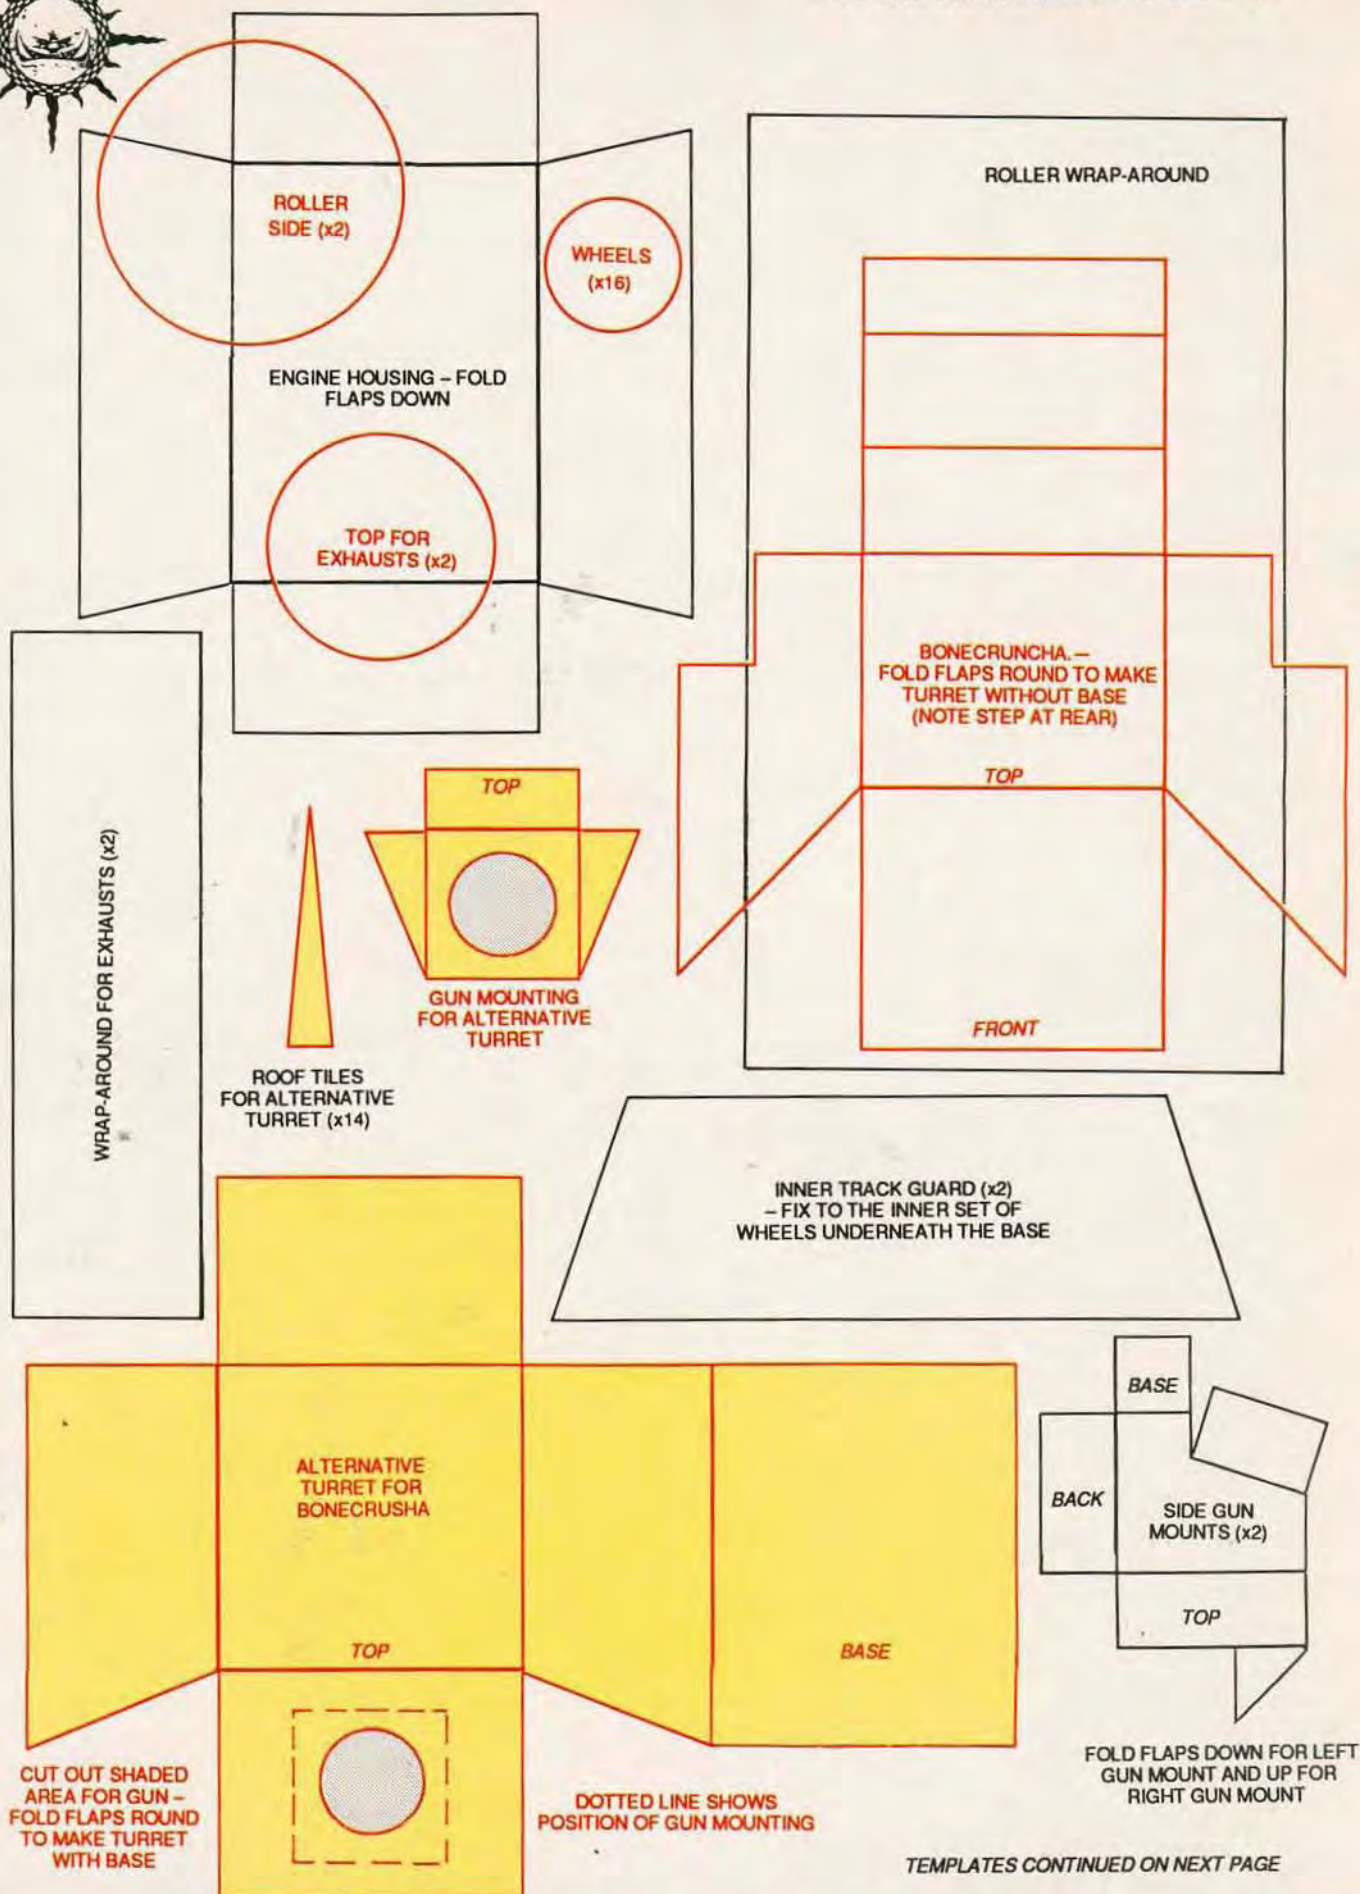 ROLLER
SIDE (x2)
WHEELS
(x16)
ENGINE HOUSING – FOLD
FLAPS DOWN
TOP FOR
EXHAUSTS (x2)
ROLLER WRAP-AROUND
BONECRUNCHA. –
FOLD FLAPS ROUND TO MAKE
TURRET WITHOUT BASE
(NOTE STEP AT REAR)
TOP
FRONT
WRAP-AROUND FOR EXHAUSTS (x2)
TOP
GUN MOUNTING
FOR ALTERNATIVE
TURRET
ROOF TILES
FOR ALTERNATIVE
TURRET (x14)
INNER TRACK GUARD (x2)
– FIX TO THE INNER SET OF
WHEELS UNDERNEATH THE BASE
ALTERNATIVE
TURRET FOR
BONECRUSHA
TOP
BASE
BASE
BACK
SIDE GUN
MOUNTS (x2)
TOP
FOLD FLAPS DOWN FOR LEFT
GUN MOUNT AND UP FOR
RIGHT GUN MOUNT
CUT OUT SHADED
AREA FOR GUN –
FOLD FLAPS ROUND
TO MAKE TURRET
WITH BASE
DOTTED LINE SHOWS
POSITION OF GUN MOUNTING
TEMPLATES CONTINUED ON NEXT PAGE